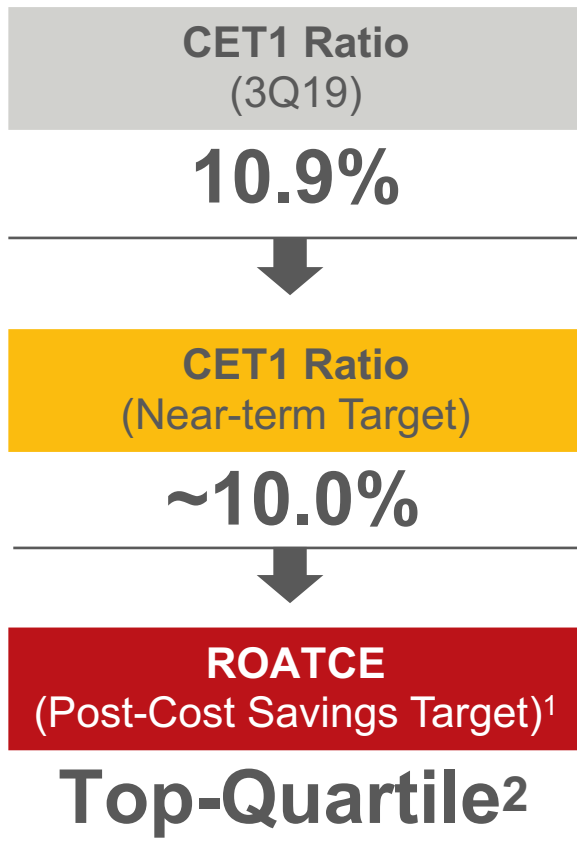 CET1 Ratio
(3Q19)
10.9%
CET1 Ratio
(Near-term Target)
~10.0%
ROATCE
(Post-Cost Savings Target)¹
Top-Quartile²